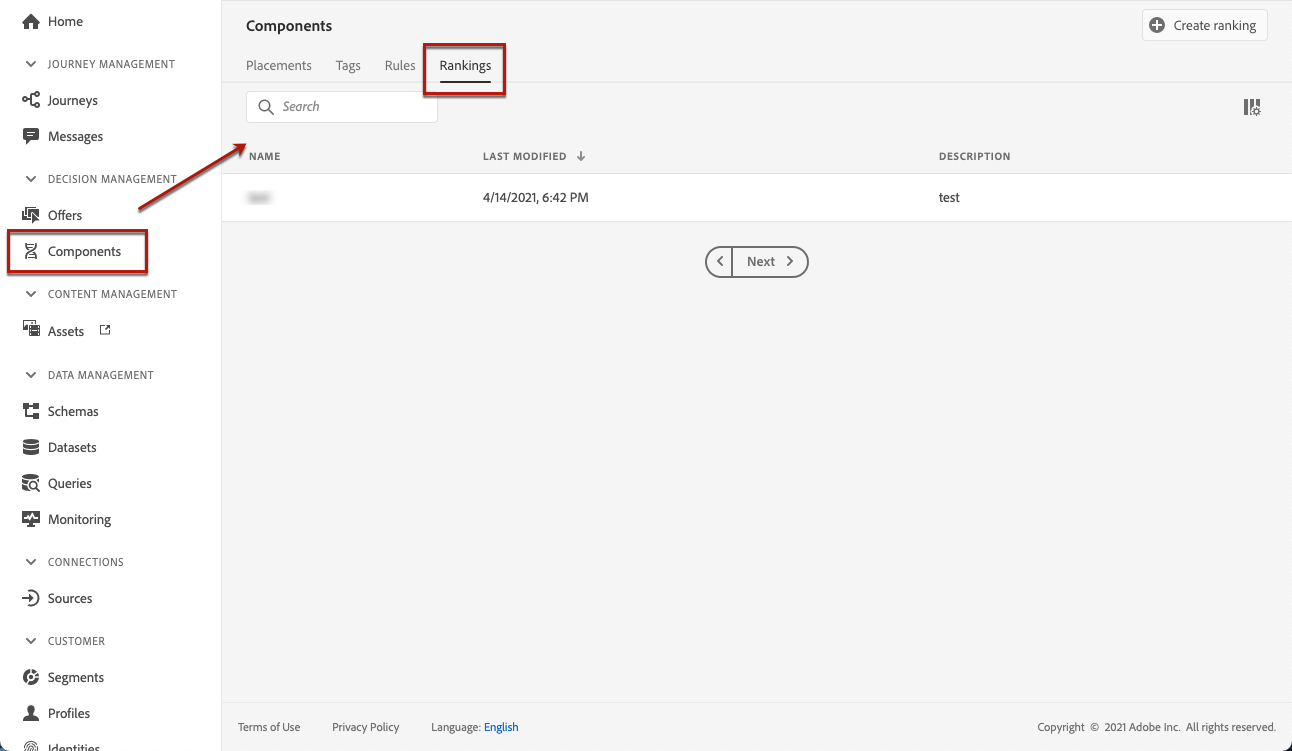 Home
JOURNEY MANAGEMENT
Journeys
Messages
DECISION MANAGEMENT
Offers
Components
CONTENT MANAGEMENT
Assets
DATA MANAGEMENT
Schemas
Datasets
Queries
Monitoring
CONNECTIONS
Sources
CUSTOMER
Segments
Profiles
Identities
Components
Create ranking
Placements Tags Rules Rankings
Search
NAME LAST MODIFIED DESCRIPTION
4/14/2021, 6:42 PM test
Next
Terms of Use Privacy Policy Language: English Copyright © 2021 Adobe Inc. All rights reserved.